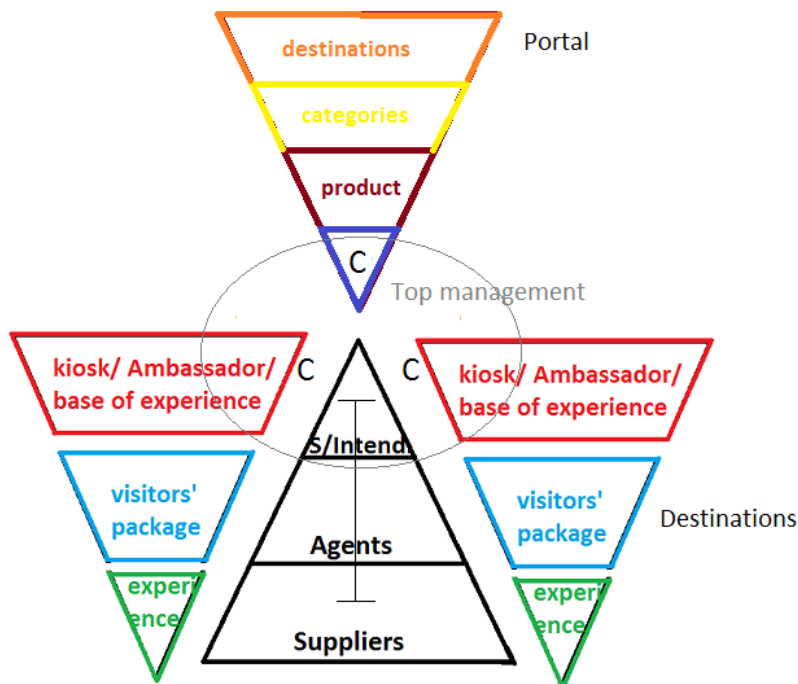 destinations
Portal
categories
product
C
Top management
kiosk/ Ambassador/
base of experience
C
C
kiosk/ Ambassador/
base of experience
S/Intend.
visitors'
package
visitors'
package
Destinations
Agents
experi
ence
experi
ence
Suppliers